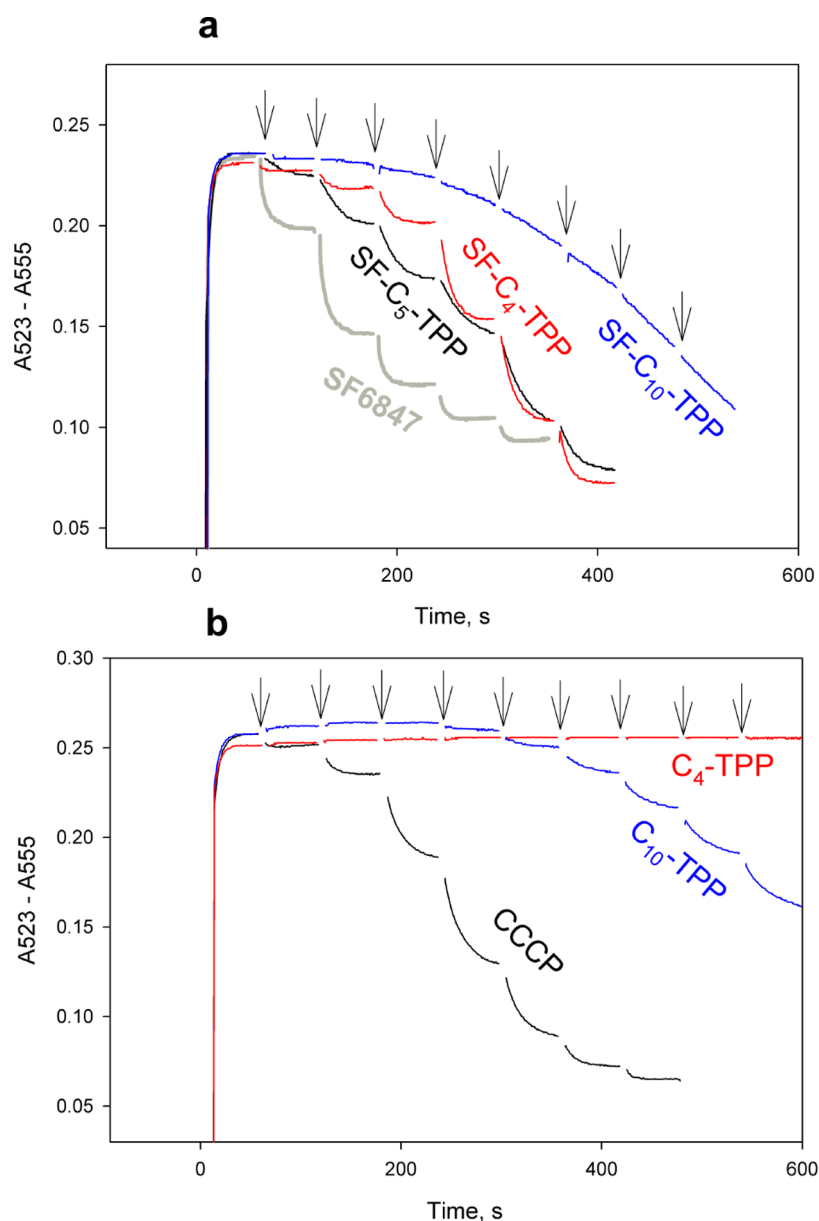 a
0.25
0.20
0.15
0.10
0.05
A523 - A555
SF-C5-TPP
SF-C4-TPP
SF-C10-TPP
SF6847
0
200
400
600
Time, s
b
0.30
0.25
0.20
0.15
0.10
0.05
A523 - A555
C4-TPP
C10-TPP
CCCP
0
200
400
600
Time, s